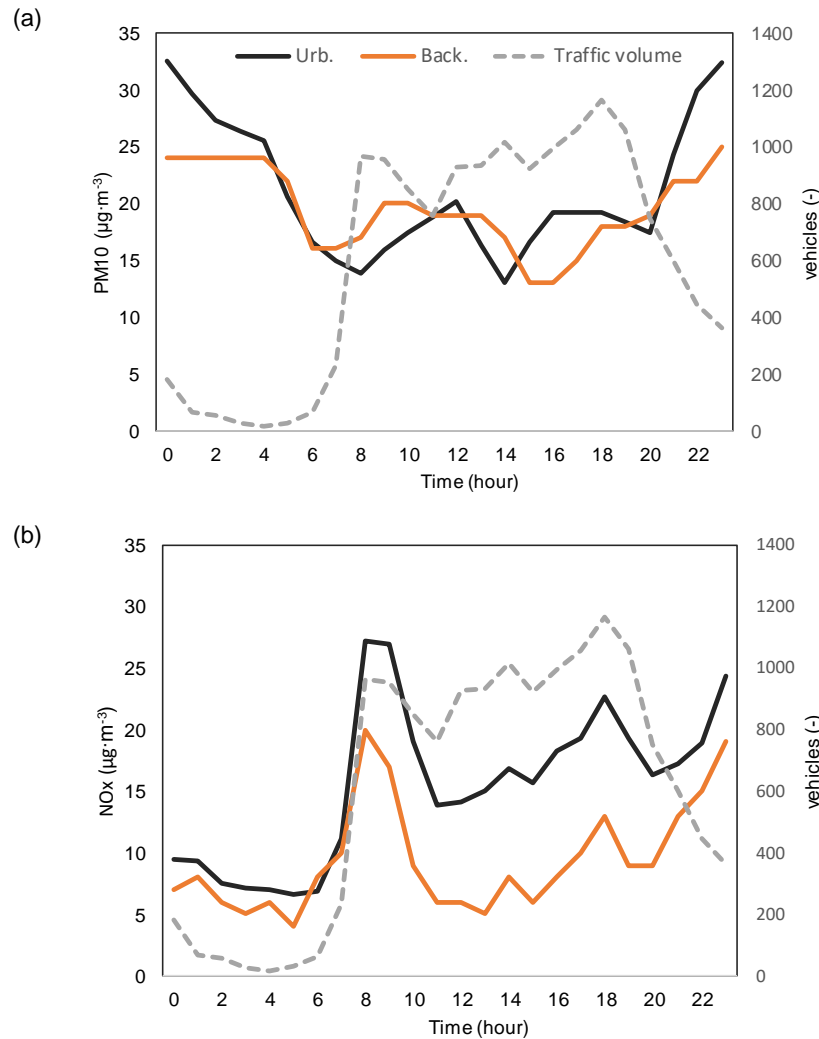 (a)
35 1400
Urb. Back. Traffic volume
30 1200
25 1000
20 800
15 600
10 400
5 200
0 0
PM10 (µg·m-3)
vehicles (-)
0 2 4 6 8 10 12 14 16 18 20 22
Time (hour)
(b)
35 1400
30 1200
25 1000
20 800
15 600
10 400
5 200
0 0
NOx (µg·m-3)
vehicles (-)
0 2 4 6 8 10 12 14 16 18 20 22
Time (hour)